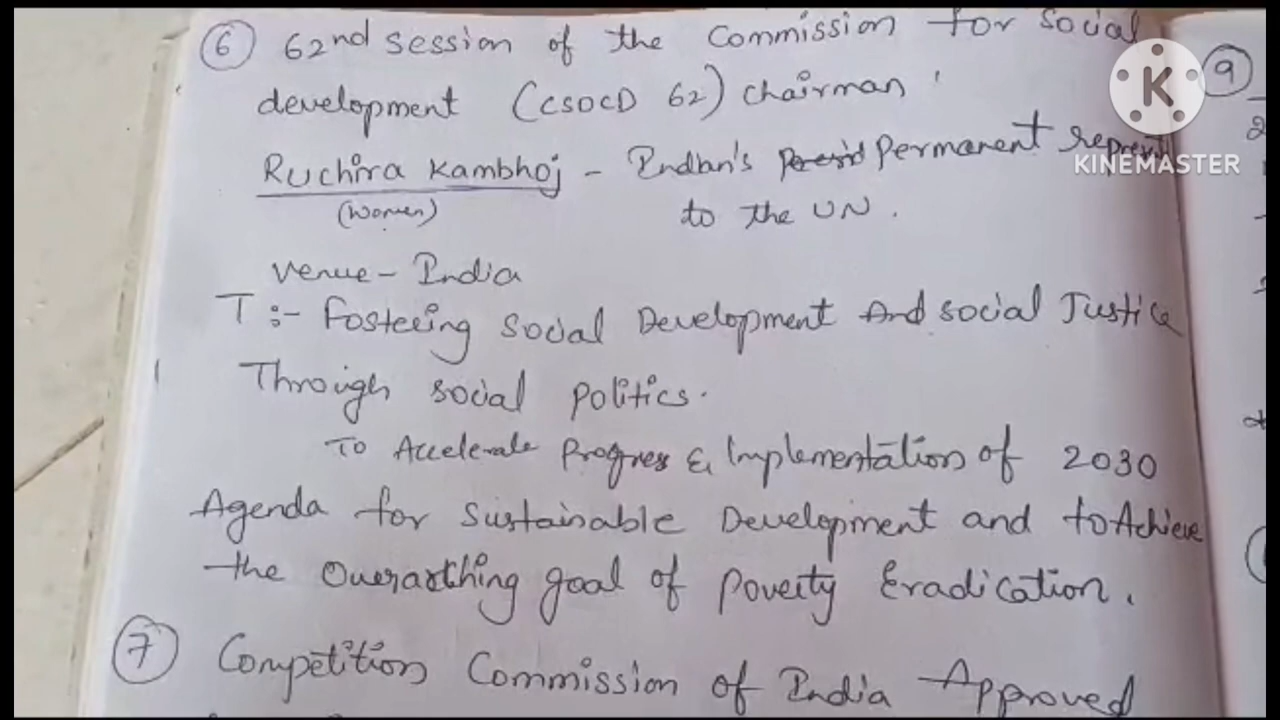 6 62nd session of the Commission for Social
development (CSOCD 62) chairman
Ruchira Kambhoj - Indian's permanent represent
(Women) to the UN.
Venue - India
T :- Fostering Social Development And social Justice
Through social politics.
To Accelerate Progress & Implementation of 2030
Agenda for Sustainable Development and to Achieve
the Overarthing goal of Poverty Eradication.
7 Competition Commission of India Approved
9
K
KINEMASTER